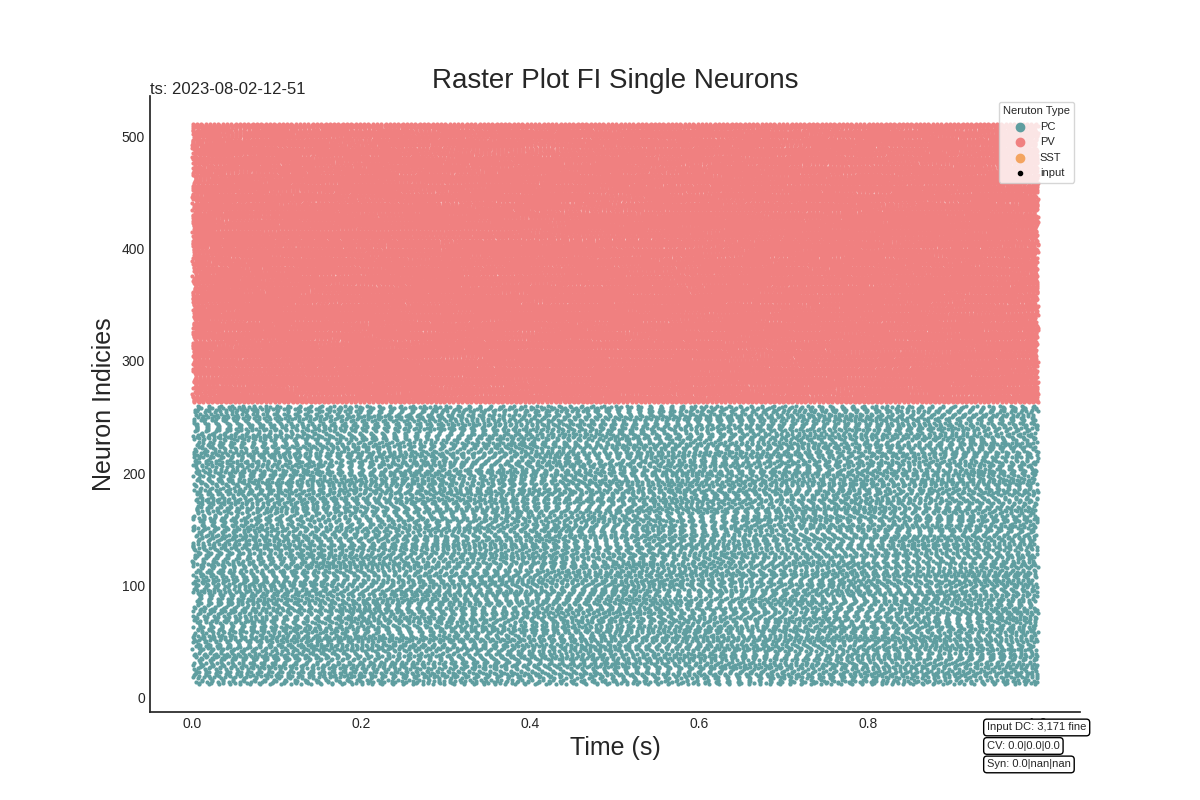 Raster Plot FI Single Neurons
ts: 2023-08-02-12-51
Neruton Type
PC
PV
SST
input
Neuron Indicies
500
400
300
200
100
0
0.0 0.2 0.4 0.6 0.8
Time (s)
Input DC: 3,171 fine
CV: 0.0|0.0|0.0
Syn: 0.0|nan|nan